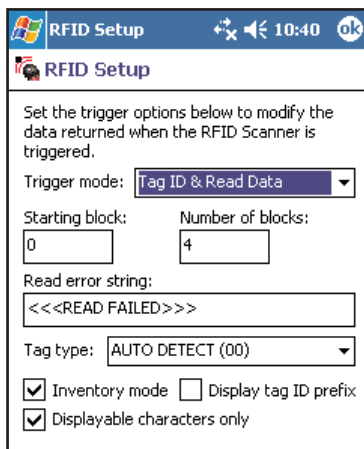 RFID Setup 10:40 ok
RFID Setup
Set the trigger options below to modify the
data returned when the RFID Scanner is
triggered.
Trigger mode: Tag ID & Read Data
Starting block: Number of blocks:
0 4
Read error string:
<<<READ FAILED>>>
Tag type: AUTO DETECT (00)
Inventory mode Display tag ID prefix
Displayable characters only